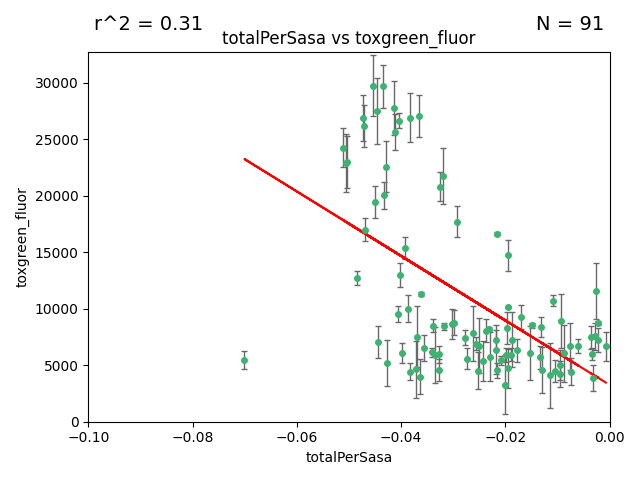 r^2 = 0.31
N = 91
totalPerSasa vs toxgreen_fluor
30000
25000
20000
15000
10000
5000
0
toxgreen_fluor
−0.10
−0.08
−0.06
−0.04
−0.02
0.00
totalPerSasa